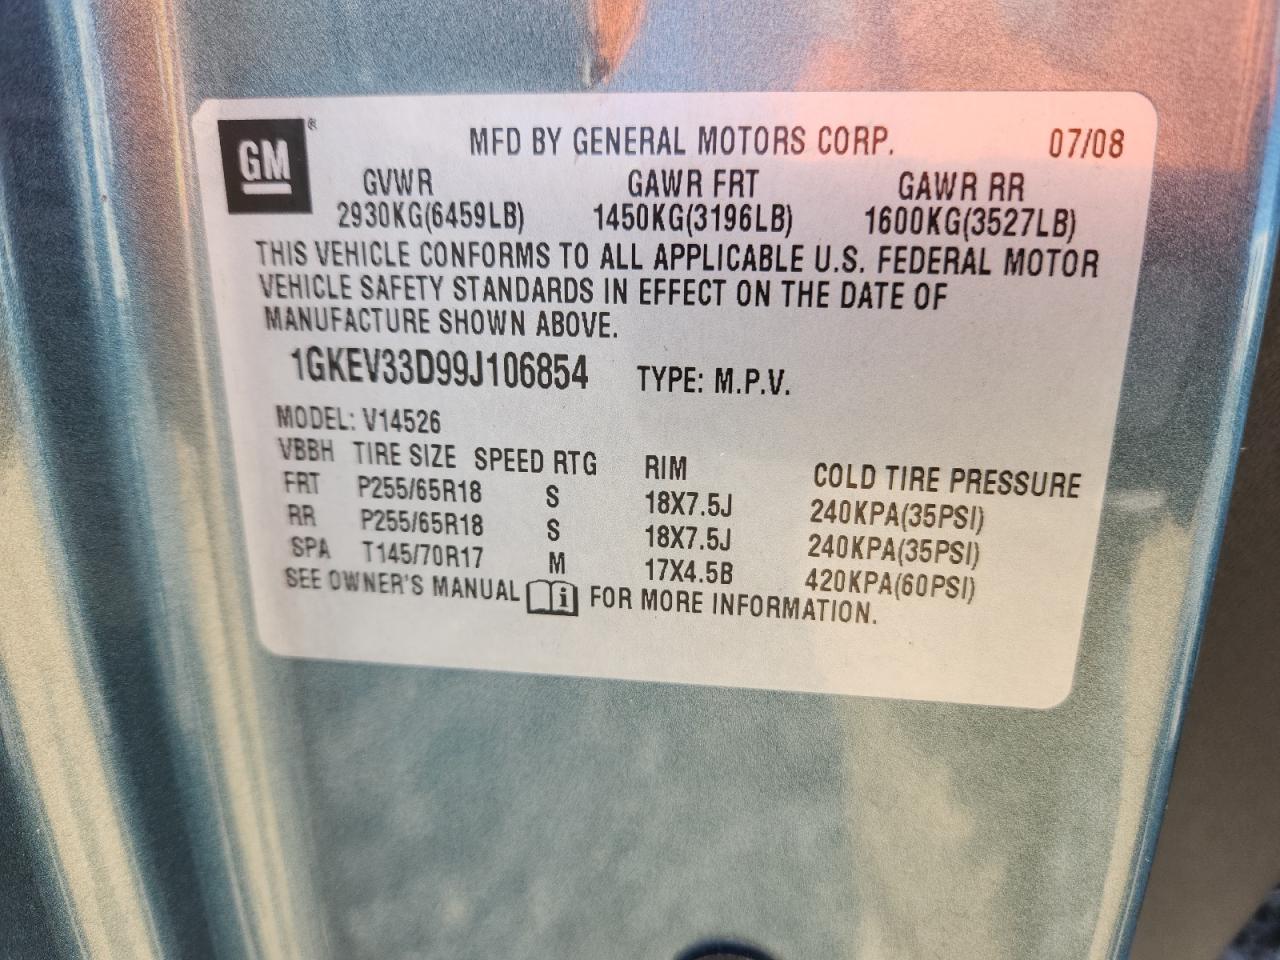 GM®
MFD BY GENERAL MOTORS CORP. 07/08
GVWR GAWR FRT GAWR RR
2930KG(6459LB) 1450KG(3196LB) 1600KG(3527LB)
THIS VEHICLE CONFORMS TO ALL APPLICABLE U.S. FEDERAL MOTOR
VEHICLE SAFETY STANDARDS IN EFFECT ON THE DATE OF
MANUFACTURE SHOWN ABOVE.
1GKEV33D99J106854 TYPE: M.P.V.
MODEL: V14526
VBBH TIRE SIZE SPEED RTG RIM COLD TIRE PRESSURE
FRT P255/65R18 S 18X7.5J 240KPA(35PSI)
RR P255/65R18 S 18X7.5J 240KPA(35PSI)
SPA T145/70R17 M 17X4.5B 420KPA(60PSI)
SEE OWNER'S MANUAL i FOR MORE INFORMATION.